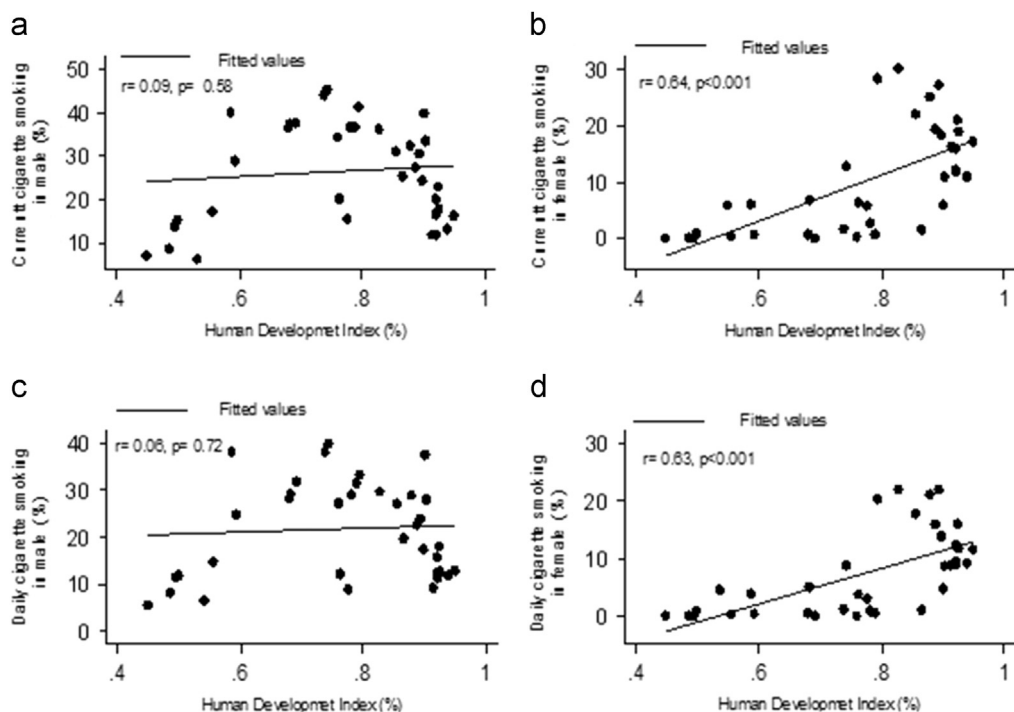 a
Fitted values
r= 0.09, p= 0.58
Currentt cigarette smoking
in male (%)
50
40
30
20
10
.4 .6 .8 1
Human Developmet Index (%)
b
Fitted values
r= 0.64, p<0.001
Current cigarette smoking
in female (%)
30
20
10
0
.4 .6 .8 1
Human Developmet Index (%)
c
Fitted values
r= 0.06, p= 0.72
Daily cigarette smoking
in male (%)
40
30
20
10
0
.4 .6 .8 1
Human Developmet Index (%)
d
Fitted values
r= 0.63, p<0.001
Daily cigarette smoking
in female (%)
30
20
10
0
.4 .6 .8 1
Human Developmet Index (%)